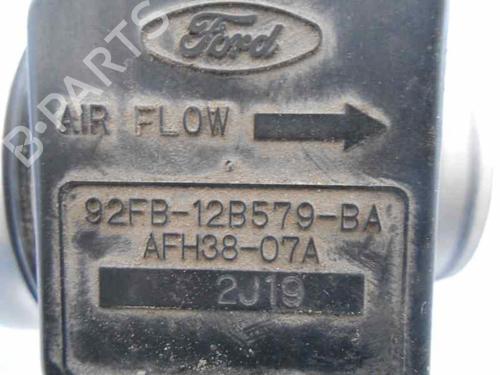 Ford
AIR FLOW
92FB-12B579-BA
AFH38-07A
2J19
B-PARTS